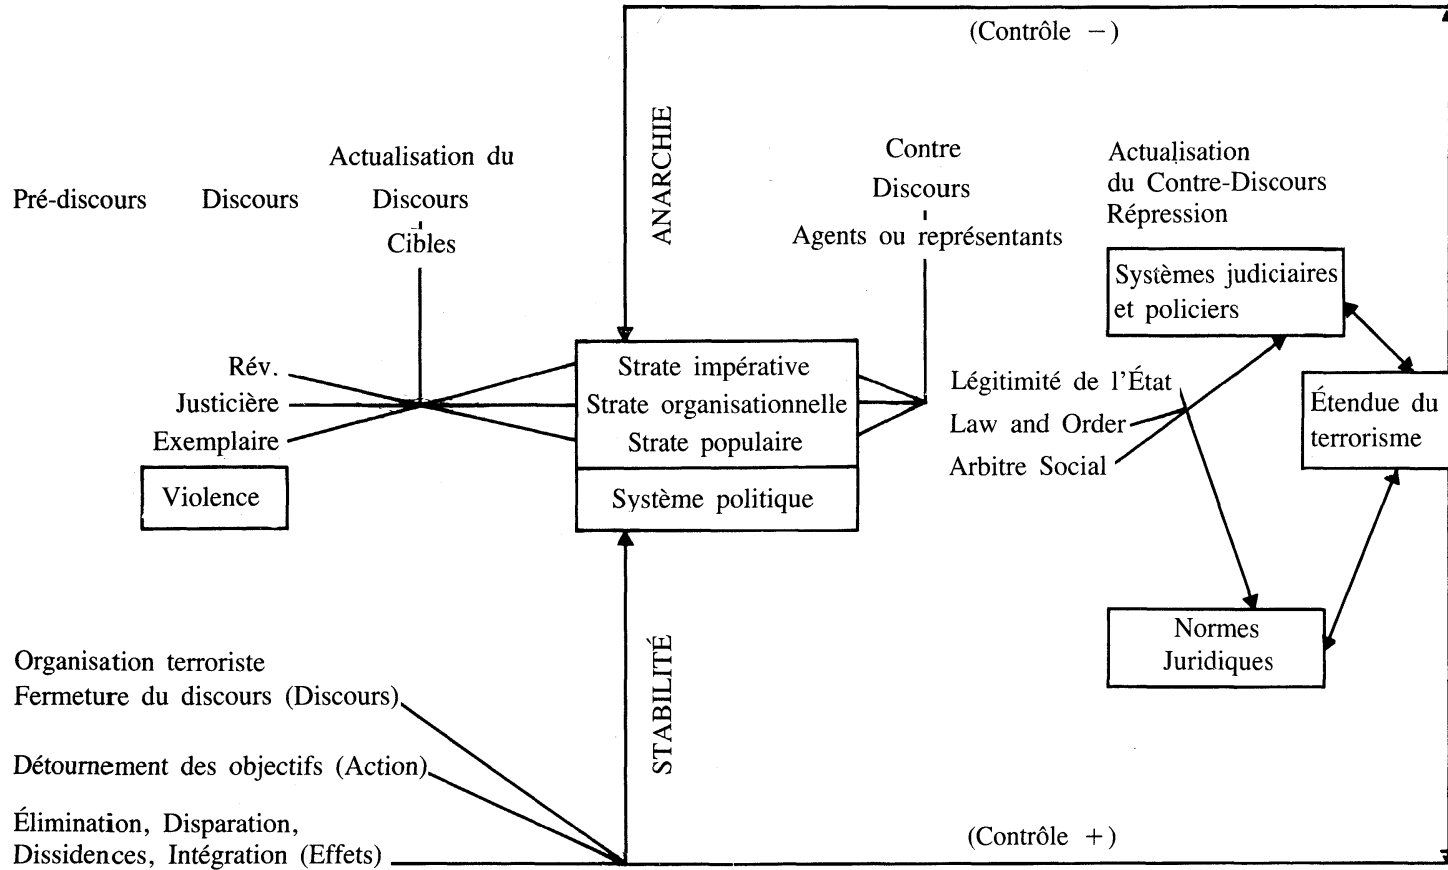 (Contrôle −)
ANARCHIE
Actualisation du
Pré-discours Discours Discours
Cibles
Contre
Discours
Agents ou représentants
Actualisation
du Contre-Discours
Répression
Systèmes judiciaires
et policiers
Rév.
Justicière
Exemplaire
Violence
Strate impérative
Strate organisationnelle
Strate populaire
Système politique
Légitimité de l'État
Law and Order
Arbitre Social
Étendue du
terrorisme
Normes
Juridiques
STABILITÉ
Organisation terroriste
Fermeture du discours (Discours)
Détournement des objectifs (Action)
Élimination, Disparation,
Dissidences, Intégration (Effets)
(Contrôle +)